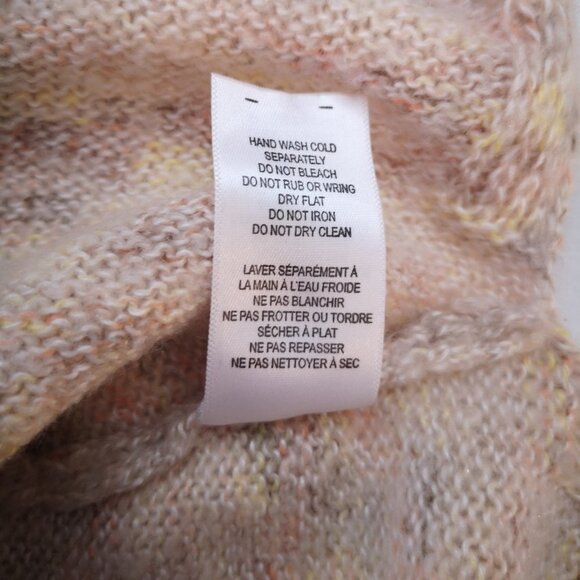 HAND WASH COLD
SEPARATELY
DO NOT BLEACH
DO NOT RUB OR WRING
DRY FLAT
DO NOT IRON
DO NOT DRY CLEAN
LAVER SÉPARÉMENT À
LA MAIN À L'EAU FROIDE
NE PAS BLANCHIR
NE PAS FROTTER OU TORDRE
SÉCHER À PLAT
NE PAS REPASSER
NE PAS NETTOYER À SEC